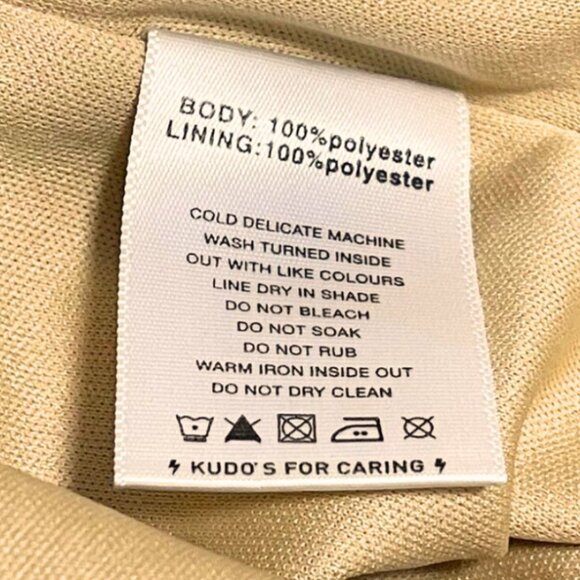 BODY: 100%polyester
LINING:100%polyester
COLD DELICATE MACHINE
WASH TURNED INSIDE
OUT WITH LIKE COLOURS
LINE DRY IN SHADE
DO NOT BLEACH
DO NOT SOAK
DO NOT RUB
WARM IRON INSIDE OUT
DO NOT DRY CLEAN
KUDO'S FOR CARING